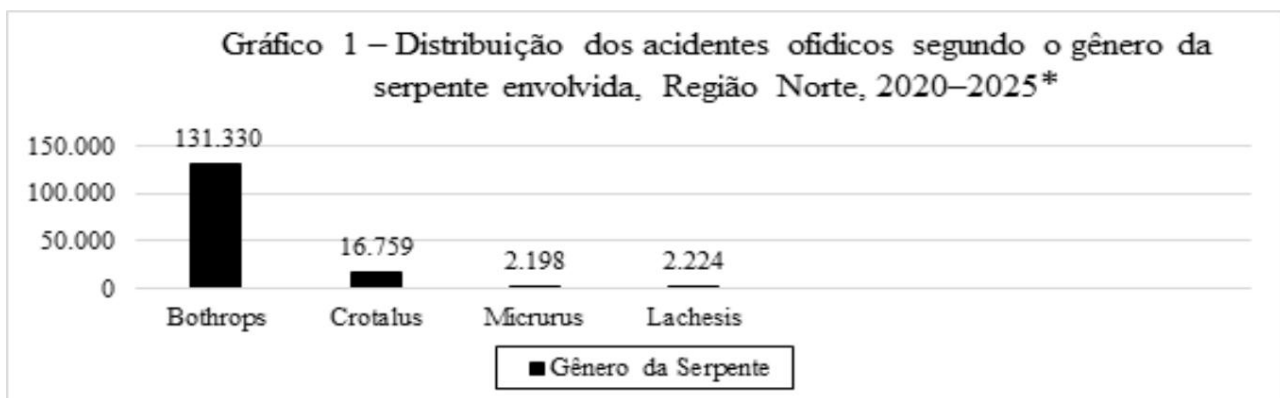 Gráfico 1 – Distribuição dos acidentes ofídicos segundo o gênero da
serpente envolvida, Região Norte, 2020–2025*
131.330
150.000
100.000
50.000
16.759
2.198
2.224
0
Bothrops Crotalus Micrurus Lachesis
Gênero da Serpente